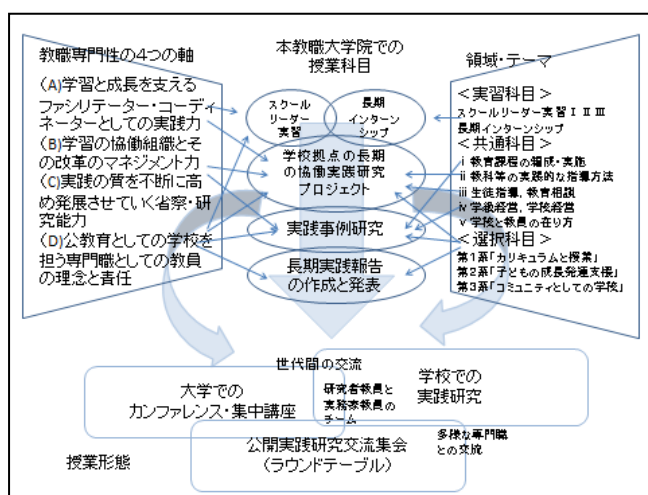 教職専門性の4つの軸
(A)学習と成長を支える
ファシリテーター・コーディ
ネーターとしての実践力
(B)学習の協働組織とそ
の改革のマネジメント力
(C)実践の質を不断に高
め発展させていく省察・研
究能力
(D)公教育としての学校を
担う専門職としての教員
の理念と責任
本教職大学院での
授業科目
スクール
リーダー
実習
長期
インターン
シップ
学校拠点の長期
の協働実践研究
プロジェクト
実践事例研究
長期実践報告
の作成と発表
領域・テーマ
<実習科目>
スクールリーダー実習ⅠⅡⅢ
長期インターンシップ
<共通科目>
ⅰ 教育課程の編成・実施
ⅱ 教科等の実践的な指導方法
ⅲ 生徒指導、教育相談
ⅳ 学級経営、学校経営
ⅴ 学校と教員の在り方
<選択科目>
第1系「カリキュラムと授業」
第2系「子どもの成長発達支援」
第3系「コミュニティとしての学校」
世代間の交流
大学での
カンファレンス・集中講座
研究者教員と
実務家教員の
チーム
学校での
実践研究
公開実践研究交流集会
(ラウンドテーブル)
多様な専門職
との交流
授業形態